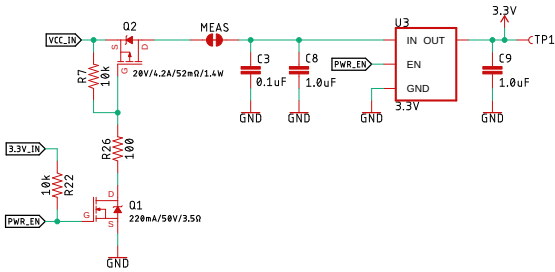 3.3V
Q2
MEAS
U3
VCC_IN
S
D
G
IN OUT
TP1
R7
10k
20V/4.2A/52mΩ/1.4W
C3
0.1uF
C8
1.0uF
PWR_EN
EN
C9
1.0uF
GND
3.3V
GND
GND
GND
GND
R26
100
3.3V_IN
10k
R22
D
Q1
G
PWR_EN
220mA/50V/3.5Ω
S
GND